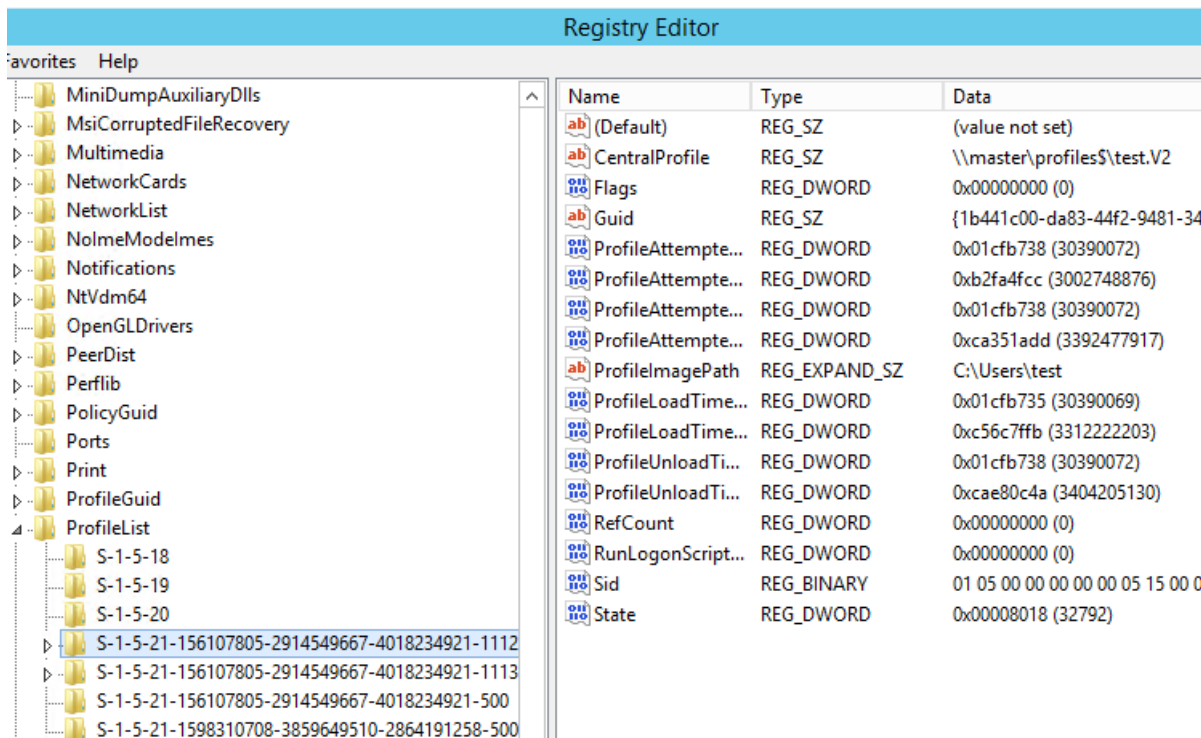 Registry Editor
Favorites Help
MiniDumpAuxiliaryDlls
MsiCorruptedFileRecovery
Multimedia
NetworkCards
NetworkList
NoImeModeImes
Notifications
NtVdm64
OpenGLDrivers
PeerDist
Perflib
PolicyGuid
Ports
Print
ProfileGuid
ProfileList
S-1-5-18
S-1-5-19
S-1-5-20
S-1-5-21-156107805-2914549667-4018234921-1112
S-1-5-21-156107805-2914549667-4018234921-1113
S-1-5-21-156107805-2914549667-4018234921-500
S-1-5-21-1598310708-3859649510-2864191258-500
Name Type Data
(Default) REG_SZ (value not set)
CentralProfile REG_SZ \\master\profiles$\test.V2
Flags REG_DWORD 0x00000000 (0)
Guid REG_SZ {1b441c00-da83-44f2-9481-34
ProfileAttempte... REG_DWORD 0x01cfb738 (30390072)
ProfileAttempte... REG_DWORD 0xb2fa4fcc (3002748876)
ProfileAttempte... REG_DWORD 0x01cfb738 (30390072)
ProfileAttempte... REG_DWORD 0xca351add (3392477917)
ProfileImagePath REG_EXPAND_SZ C:\Users\test
ProfileLoadTime... REG_DWORD 0x01cfb735 (30390069)
ProfileLoadTime... REG_DWORD 0xc56c7ffb (3312222203)
ProfileUnloadTi... REG_DWORD 0x01cfb738 (30390072)
ProfileUnloadTi... REG_DWORD 0xcae80c4a (3404205130)
RefCount REG_DWORD 0x00000000 (0)
RunLogonScript... REG_DWORD 0x00000000 (0)
Sid REG_BINARY 01 05 00 00 00 00 00 05 15 00 0
State REG_DWORD 0x00008018 (32792)